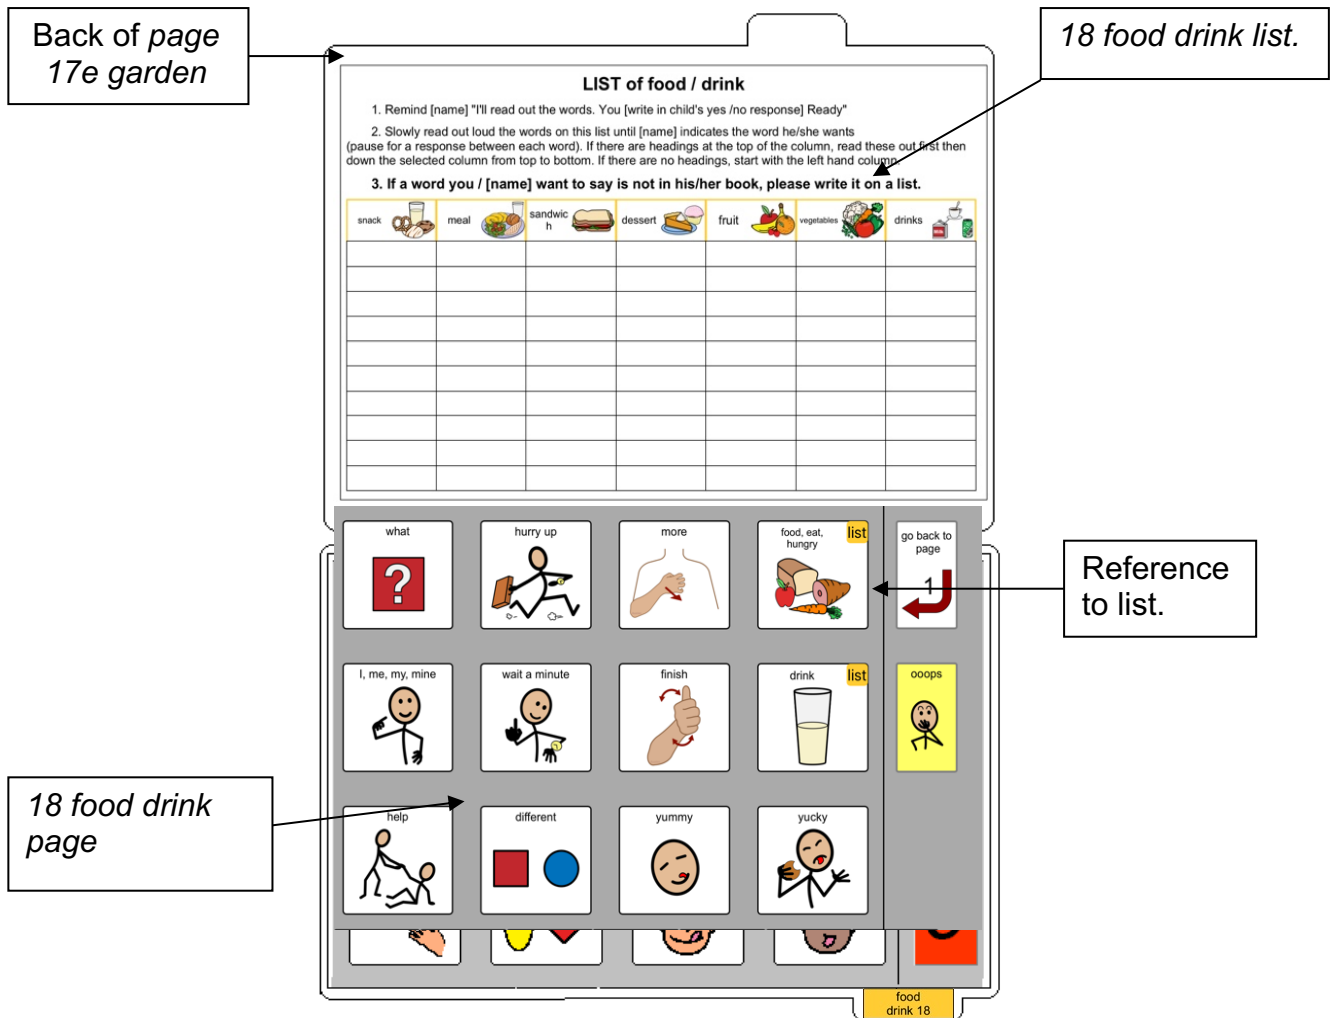 Back of page
17e garden
18 food drink list.
LIST of food / drink
1. Remind [name] "I'll read out the words. You [write in child's yes /no response] Ready"
2. Slowly read out loud the words on this list until [name] indicates the word he/she wants
(pause for a response between each word). If there are headings at the top of the column, read these out first then
down the selected column from top to bottom. If there are no headings, start with the left hand column.
3. If a word you / [name] want to say is not in his/her book, please write it on a list.
snack
meal
sandwic
h
dessert
fruit
vegetables
drinks
what
hurry up
more
food, eat,
hungry
list
go back to
page
1
Reference
to list.
I, me, my, mine
wait a minute
finish
drink
list
ooops
18 food drink
page
help
different
yummy
yucky
food
drink 18